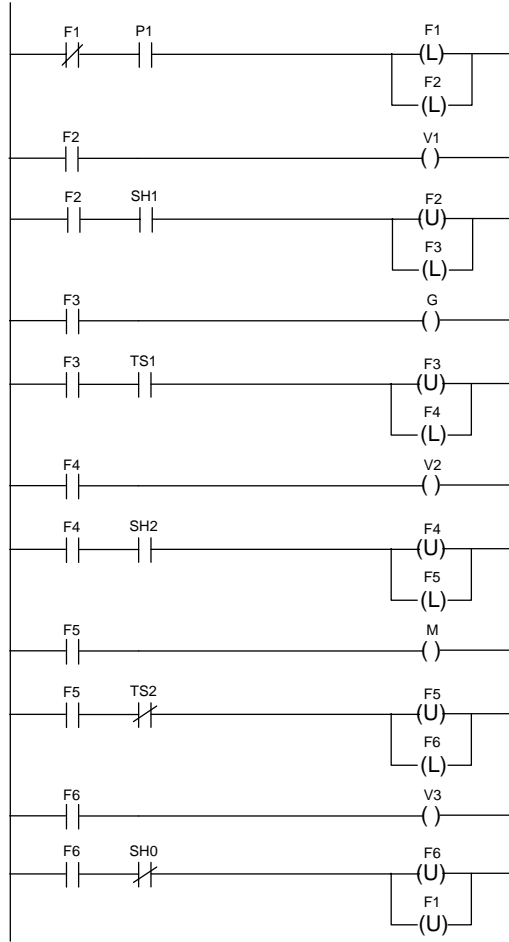 F1 P1 F1
(L)
F2
(L)
F2 V1
( )
F2 SH1 F2
(U)
F3
(L)
F3 G
( )
F3 TS1 F3
(U)
F4
(L)
F4 V2
( )
F4 SH2 F4
(U)
F5
(L)
F5 M
( )
F5 TS2 F5
(U)
F6
(L)
F6 V3
( )
F6 SH0 F6
(U)
F1
(U)